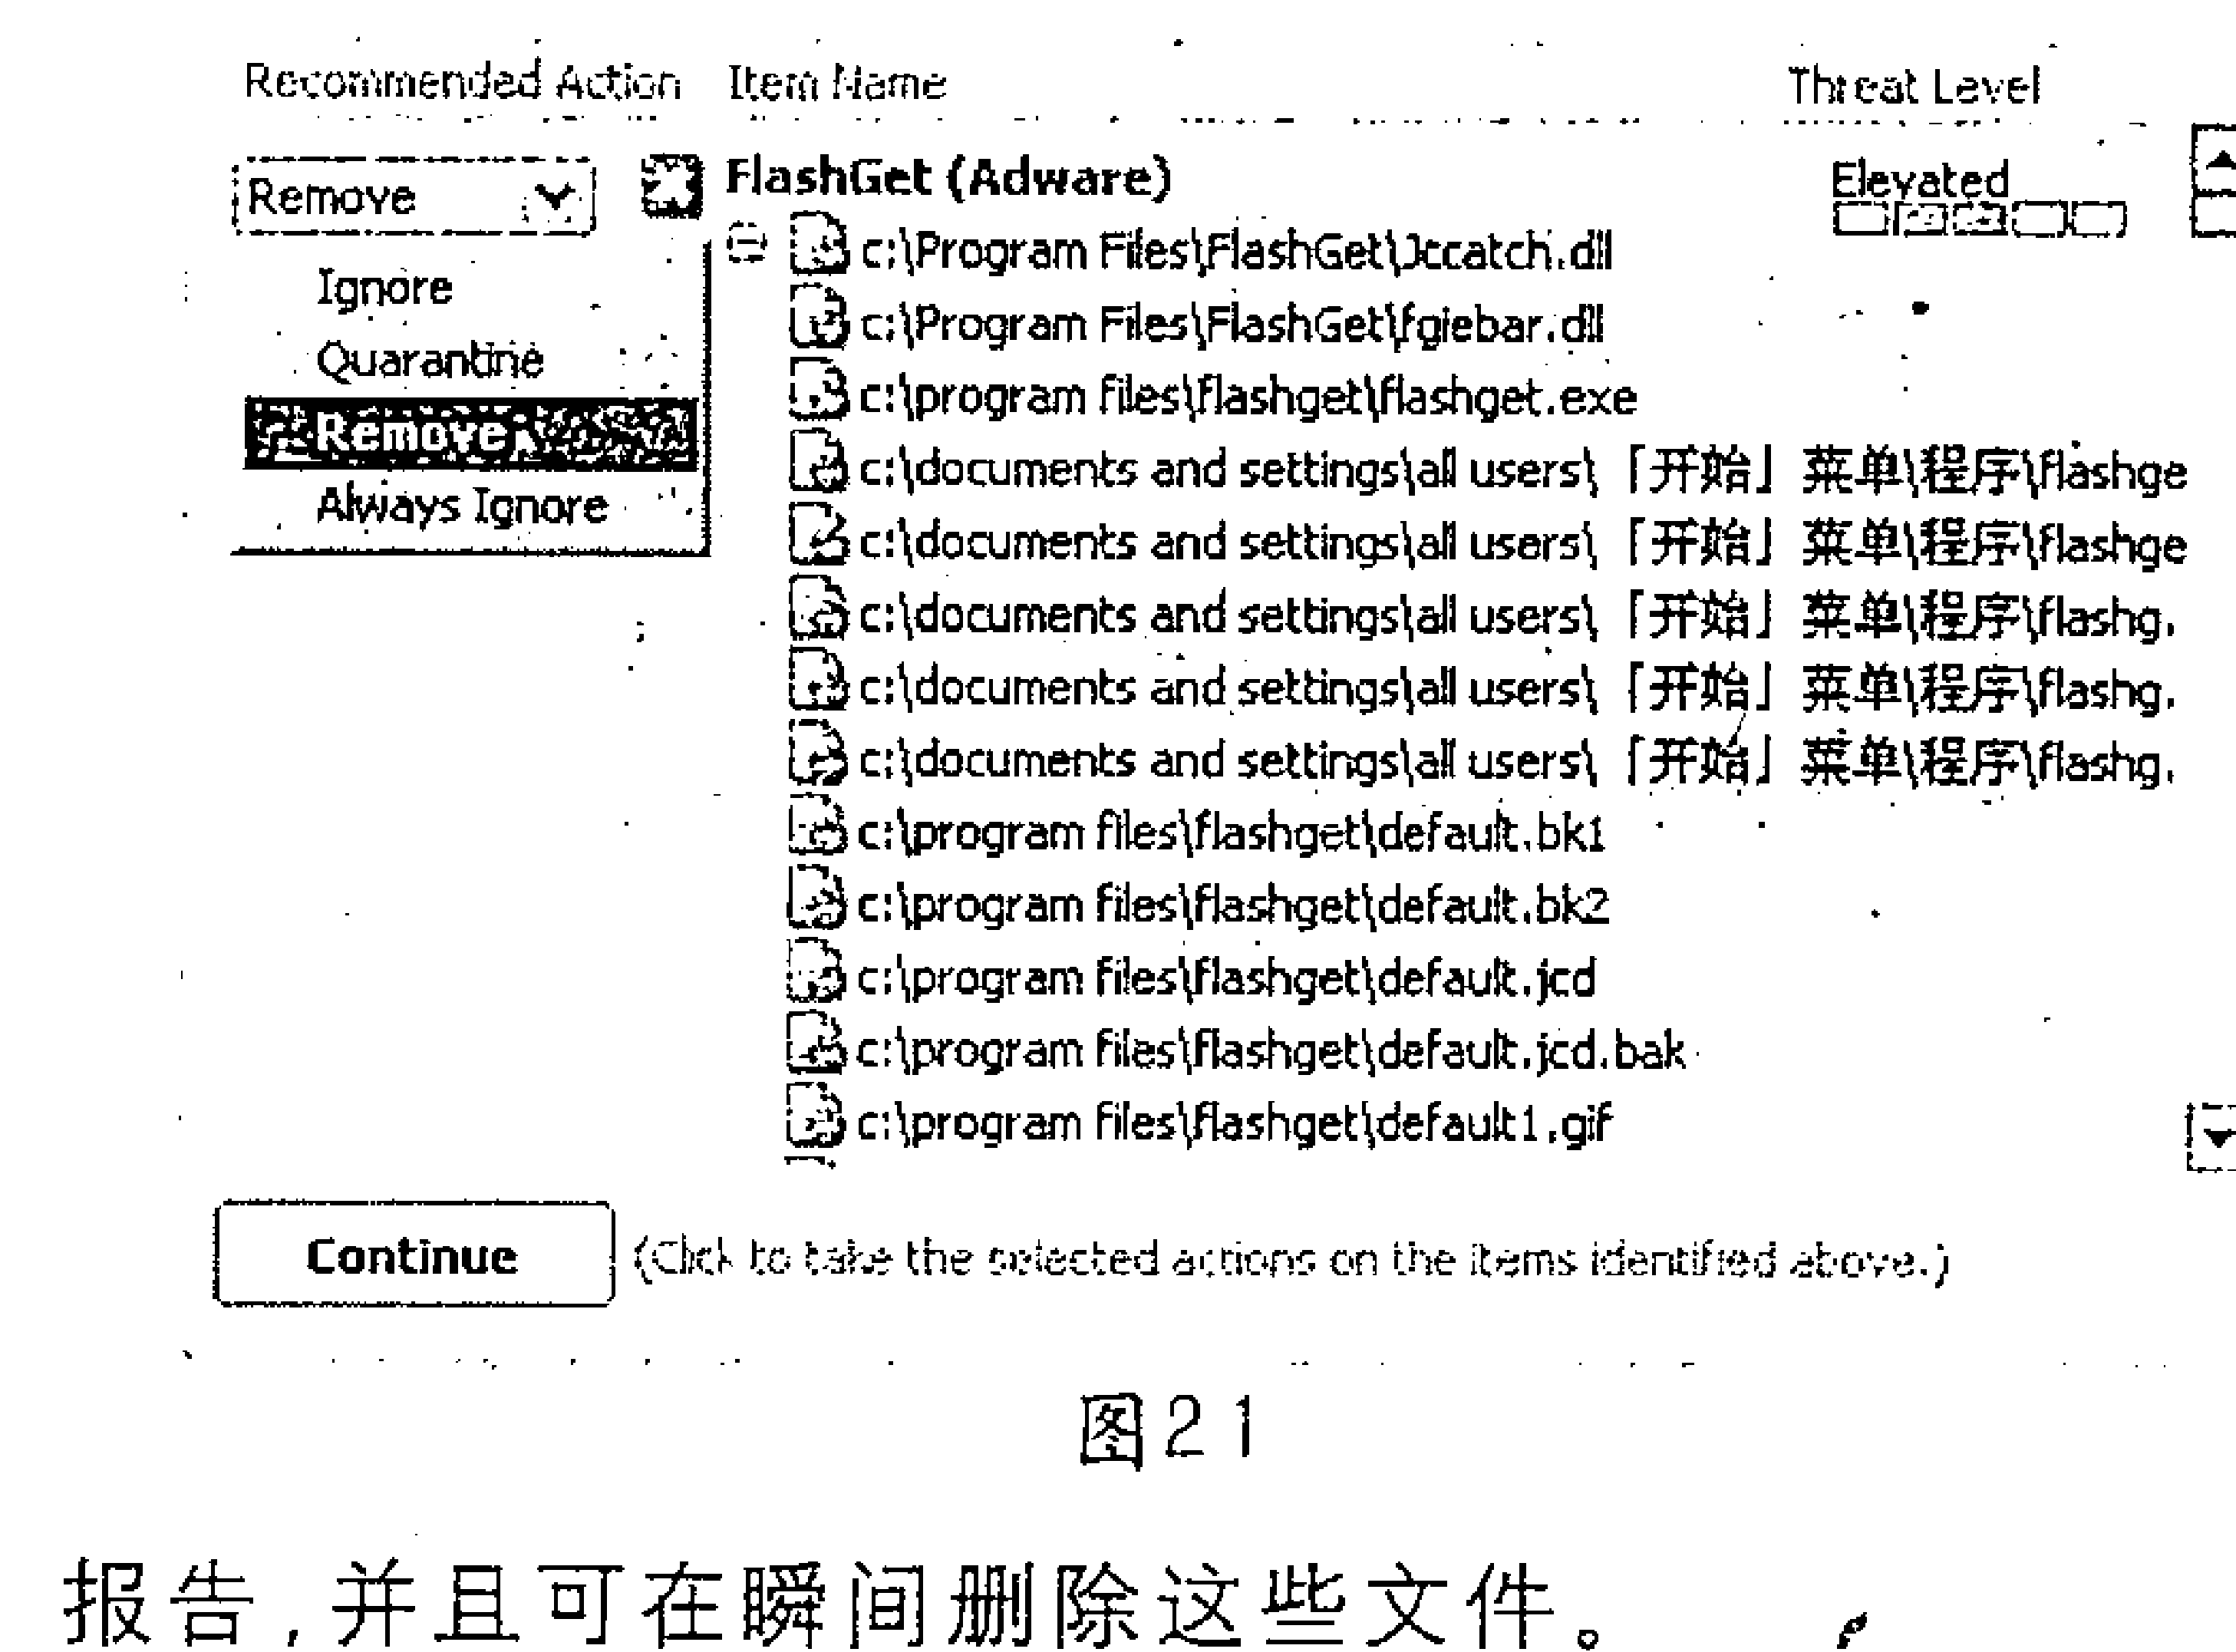 Recommended Action Item Name Threat Level
Remove FlashGet (Adware) Elevated
c:\Program Files\FlashGet\Jccatch.dll
Ignore
c:\Program Files\FlashGet\fgiebar.dll
Quarantine
c:\program files\flashget\flashget.exe
Remove
c:\documents and settings\all users\「开始」菜单\程序\flashge
Always Ignore
c:\documents and settings\all users\「开始」菜单\程序\flashge
c:\documents and settings\all users\「开始」菜单\程序\flashg.
c:\documents and settings\all users\「开始」菜单\程序\flashg.
c:\documents and settings\all users\「开始」菜单\程序\flashg.
c:\program files\flashget\default.bk1
c:\program files\flashget\default.bk2
c:\program files\flashget\default.jcd
c:\program files\flashget\default.jcd.bak
c:\program files\flashget\default1.gif
Continue (Click to take the selected actions on the items identified above.)
图21
报告,并且可在瞬间删除这些文件。